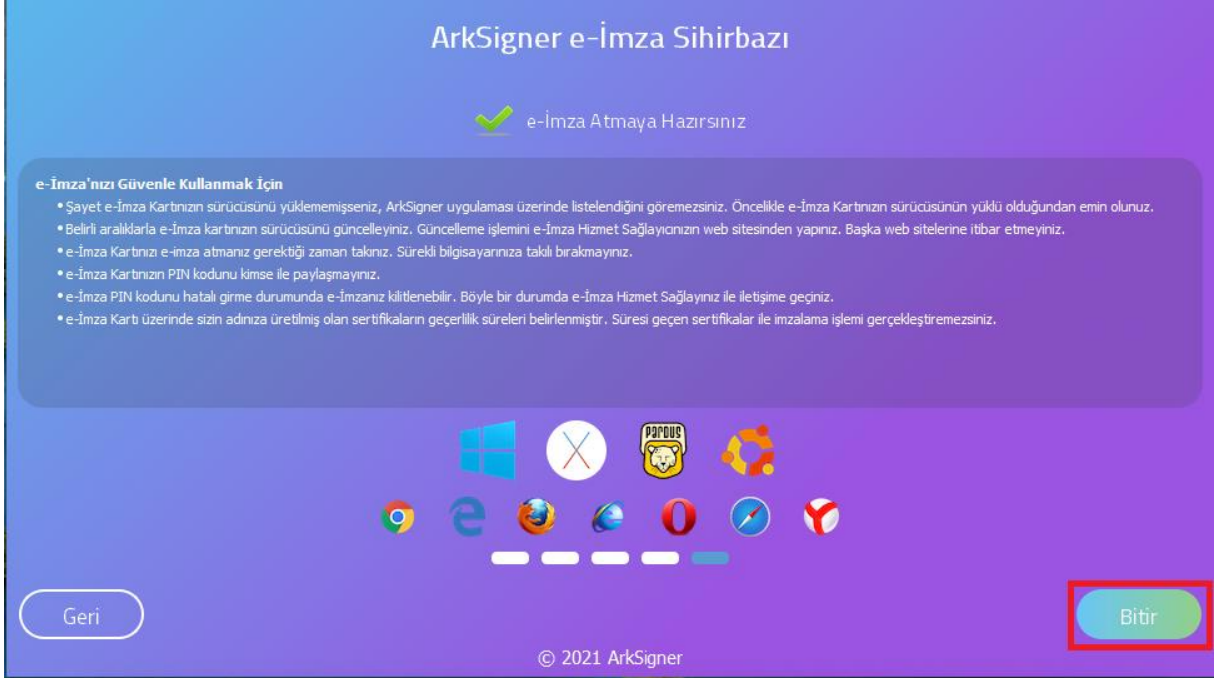 ArkSigner e-İmza Sihirbazı
e-İmza Atmaya Hazırsınız
e-İmza'nızı Güvenle Kullanmak İçin
• Şayet e-İmza Kartınızın sürücüsünü yüklememişseniz, ArkSigner uygulaması üzerinde listelendiğini göremezsiniz. Öncelikle e-İmza Kartınızın sürücüsünün yüklü olduğundan emin olunuz.
• Belirli aralıklarla e-İmza kartınızın sürücüsünü güncelleyiniz. Güncelleme işlemini e-İmza Hizmet Sağlayıcınızın web sitesinden yapınız. Başka web sitelerine itibar etmeyiniz.
• e-İmza Kartınızı e-imza atmanız gerektiği zaman takınız. Sürekli bilgisayarınıza takılı bırakmayınız.
• e-İmza Kartınızın PIN kodunu kimse ile paylaşmayınız.
• e-İmza PIN kodunu hatalı girme durumunda e-İmzanız kilitlenebilir. Böyle bir durumda e-İmza Hizmet Sağlayınız ile iletişime geçiniz.
• e-İmza Kartı üzerinde sizin adınıza üretilmiş olan sertifikaların geçerlilik süreleri belirlenmiştir. Süresi geçen sertifikalar ile imzalama işlemi gerçekleştiremezsiniz.
PARDUS
Geri
Bitir
© 2021 ArkSigner